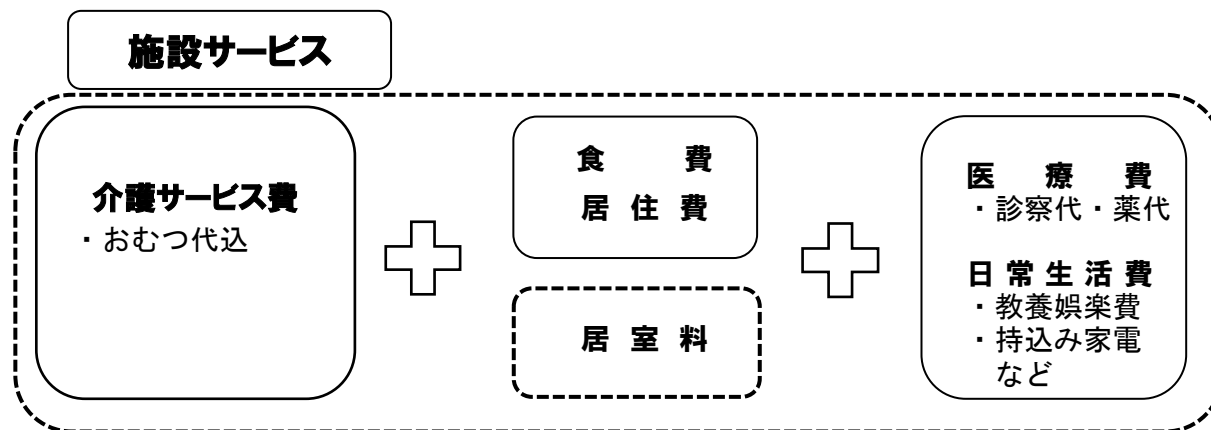 施設サービス
介護サービス費
・おむつ代込
食費
居住費
居室料
医療費
・診察代・薬代
日常生活費
・教養娯楽費
・持込み家電
など